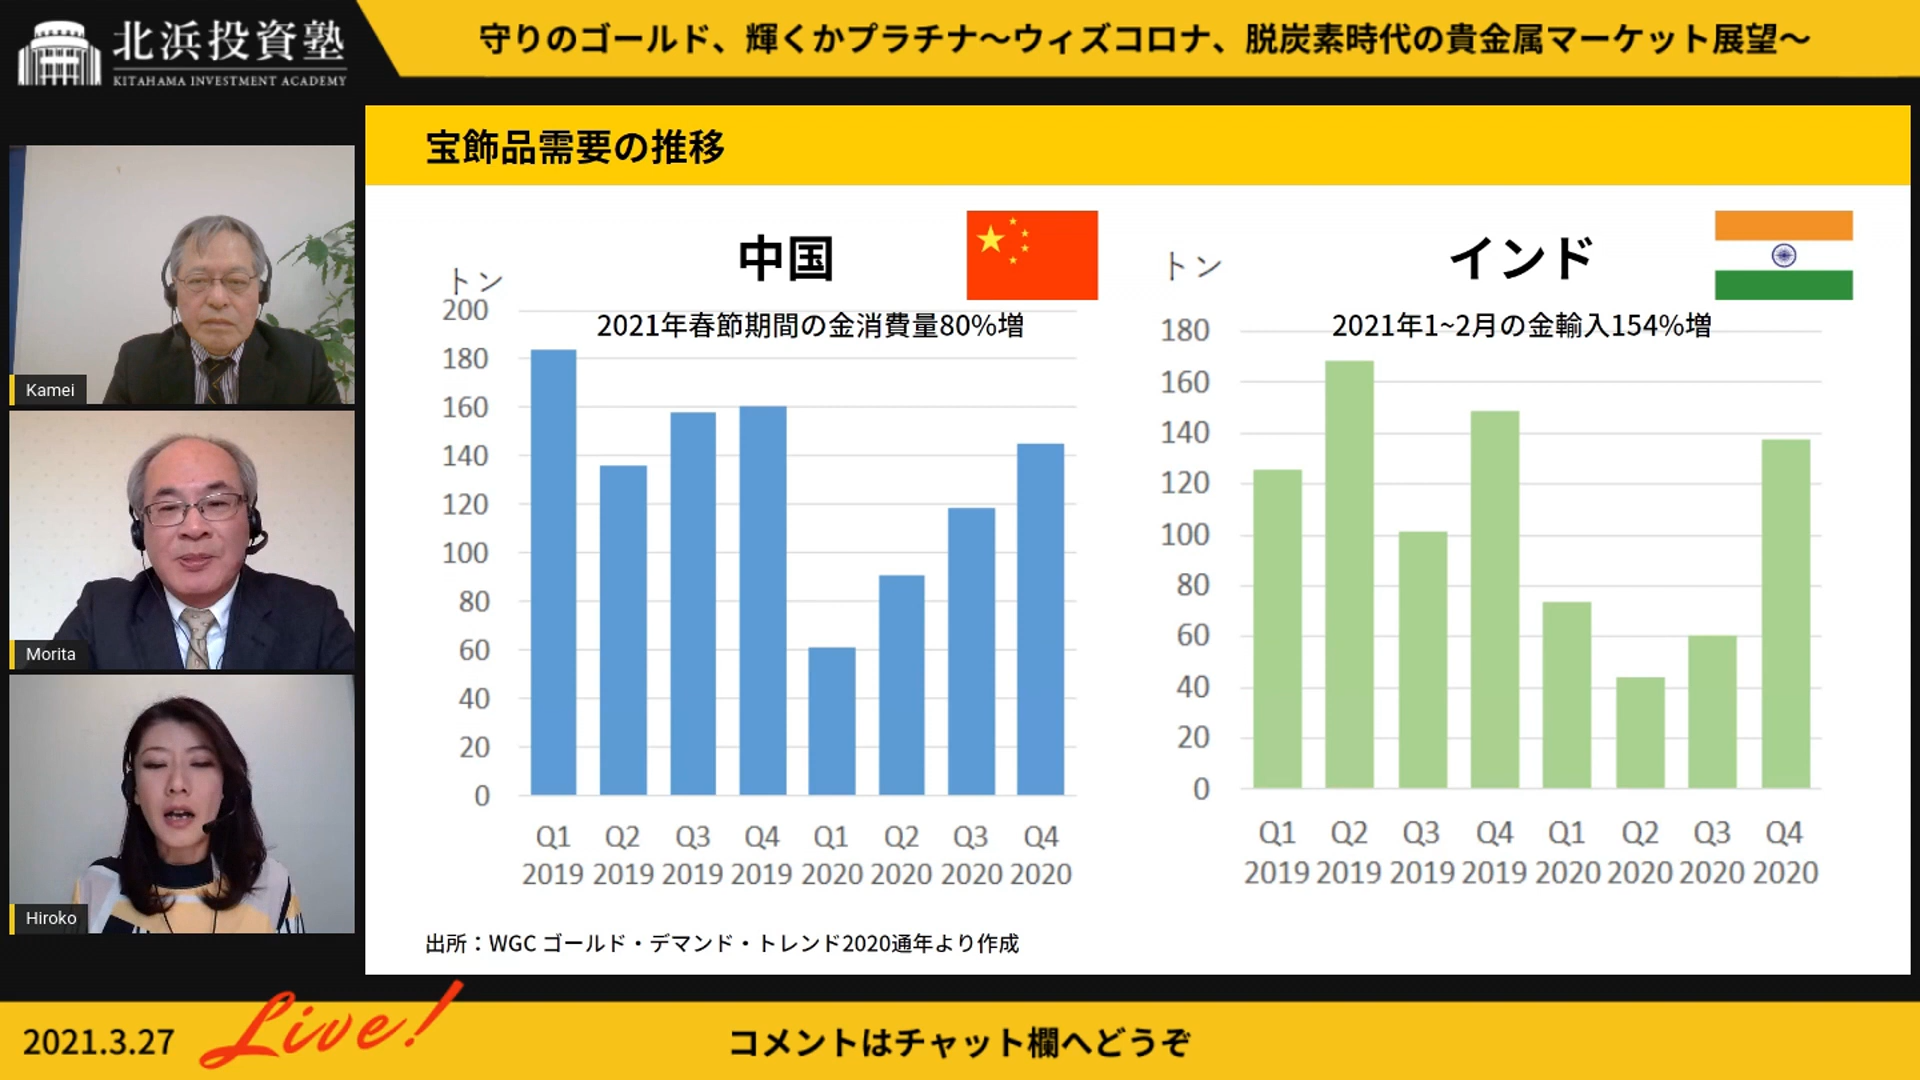 北浜投資塾
KITAHAMA INVESTMENT ACADEMY
守りのゴールド、輝くかプラチナ～ウィズコロナ、脱炭素時代の貴金属マーケット展望～
Kamei
Morita
Hiroko
宝飾品需要の推移
中国
トン
2021年春節期間の金消費量80%増
200
180
160
140
120
100
80
60
40
20
0
Q1 Q2 Q3 Q4 Q1 Q2 Q3 Q4
2019 2019 2019 2019 2020 2020 2020 2020
インド
トン
2021年1~2月の金輸入154%増
180
160
140
120
100
80
60
40
20
0
Q1 Q2 Q3 Q4 Q1 Q2 Q3 Q4
2019 2019 2019 2019 2020 2020 2020 2020
出所：WGC ゴールド・デマンド・トレンド2020通年より作成
2021.3.27
Live!
コメントはチャット欄へどうぞ